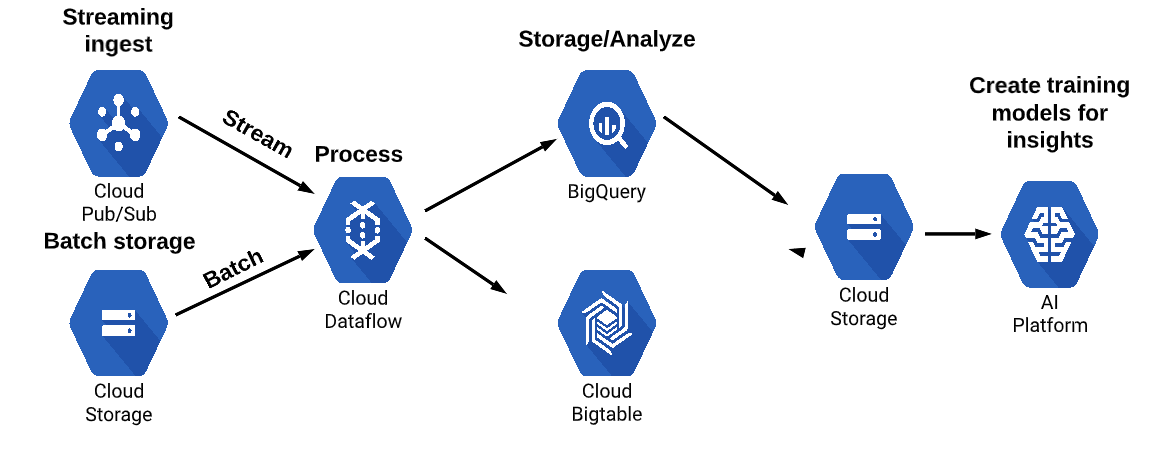 Streaming
ingest
Cloud
Pub/Sub
Stream
Batch storage
Batch
Cloud
Storage
Process
Cloud
Dataflow
Storage/Analyze
BigQuery
Cloud
Bigtable
Cloud
Storage
Create training
models for
insights
AI
Platform